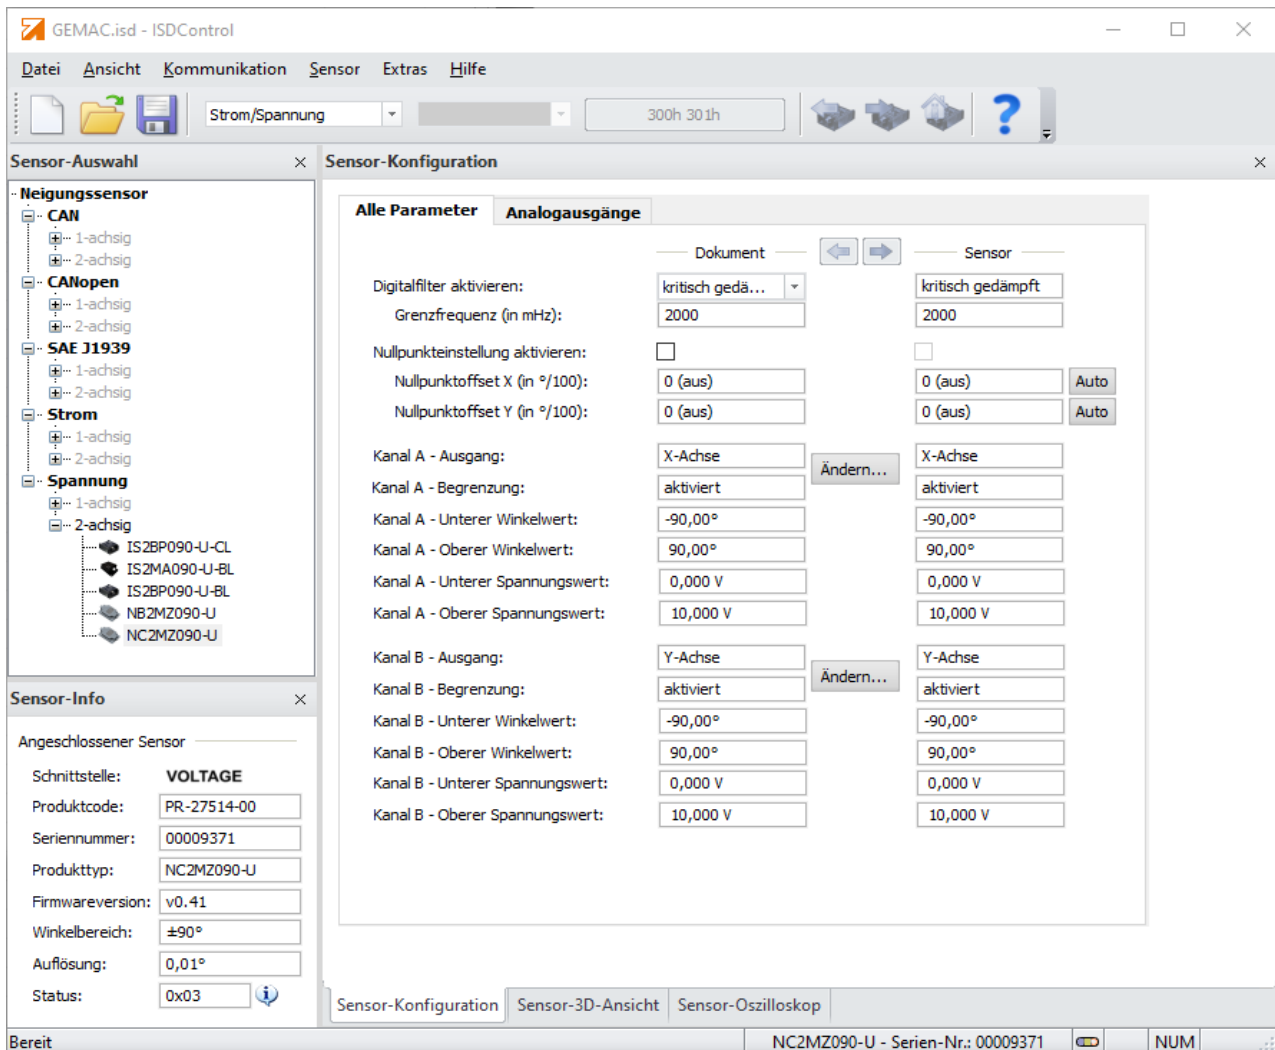 GEMAC.isd - ISDControl
Datei Ansicht Kommunikation Sensor Extras Hilfe
Strom/Spannung 300h 301h
Sensor-Auswahl
Neigungssensor
CAN
1-achsig
2-achsig
CANopen
1-achsig
2-achsig
SAE J1939
1-achsig
2-achsig
Strom
1-achsig
2-achsig
Spannung
1-achsig
2-achsig
IS2BP090-U-CL
IS2MA090-U-BL
IS2BP090-U-BL
NB2MZ090-U
NC2MZ090-U
Sensor-Info
Angeschlossener Sensor
Schnittstelle: VOLTAGE
Produktcode: PR-27514-00
Seriennummer: 00009371
Produkttyp: NC2MZ090-U
Firmwareversion: v0.41
Winkelbereich: ±90°
Auflösung: 0,01°
Status: 0x03
Sensor-Konfiguration
Alle Parameter Analogausgänge
Dokument Sensor
Digitalfilter aktivieren: kritisch gedä... kritisch gedämpft
Grenzfrequenz (in mHz): 2000 2000
Nullpunkteinstellung aktivieren:
Nullpunktoffset X (in °/100): 0 (aus) 0 (aus) Auto
Nullpunktoffset Y (in °/100): 0 (aus) 0 (aus) Auto
Kanal A - Ausgang: X-Achse Ändern... X-Achse
Kanal A - Begrenzung: aktiviert aktiviert
Kanal A - Unterer Winkelwert: -90,00° -90,00°
Kanal A - Oberer Winkelwert: 90,00° 90,00°
Kanal A - Unterer Spannungswert: 0,000 V 0,000 V
Kanal A - Oberer Spannungswert: 10,000 V 10,000 V
Kanal B - Ausgang: Y-Achse Ändern... Y-Achse
Kanal B - Begrenzung: aktiviert aktiviert
Kanal B - Unterer Winkelwert: -90,00° -90,00°
Kanal B - Oberer Winkelwert: 90,00° 90,00°
Kanal B - Unterer Spannungswert: 0,000 V 0,000 V
Kanal B - Oberer Spannungswert: 10,000 V 10,000 V
Sensor-Konfiguration Sensor-3D-Ansicht Sensor-Oszilloskop
Bereit NC2MZ090-U - Serien-Nr.: 00009371 NUM